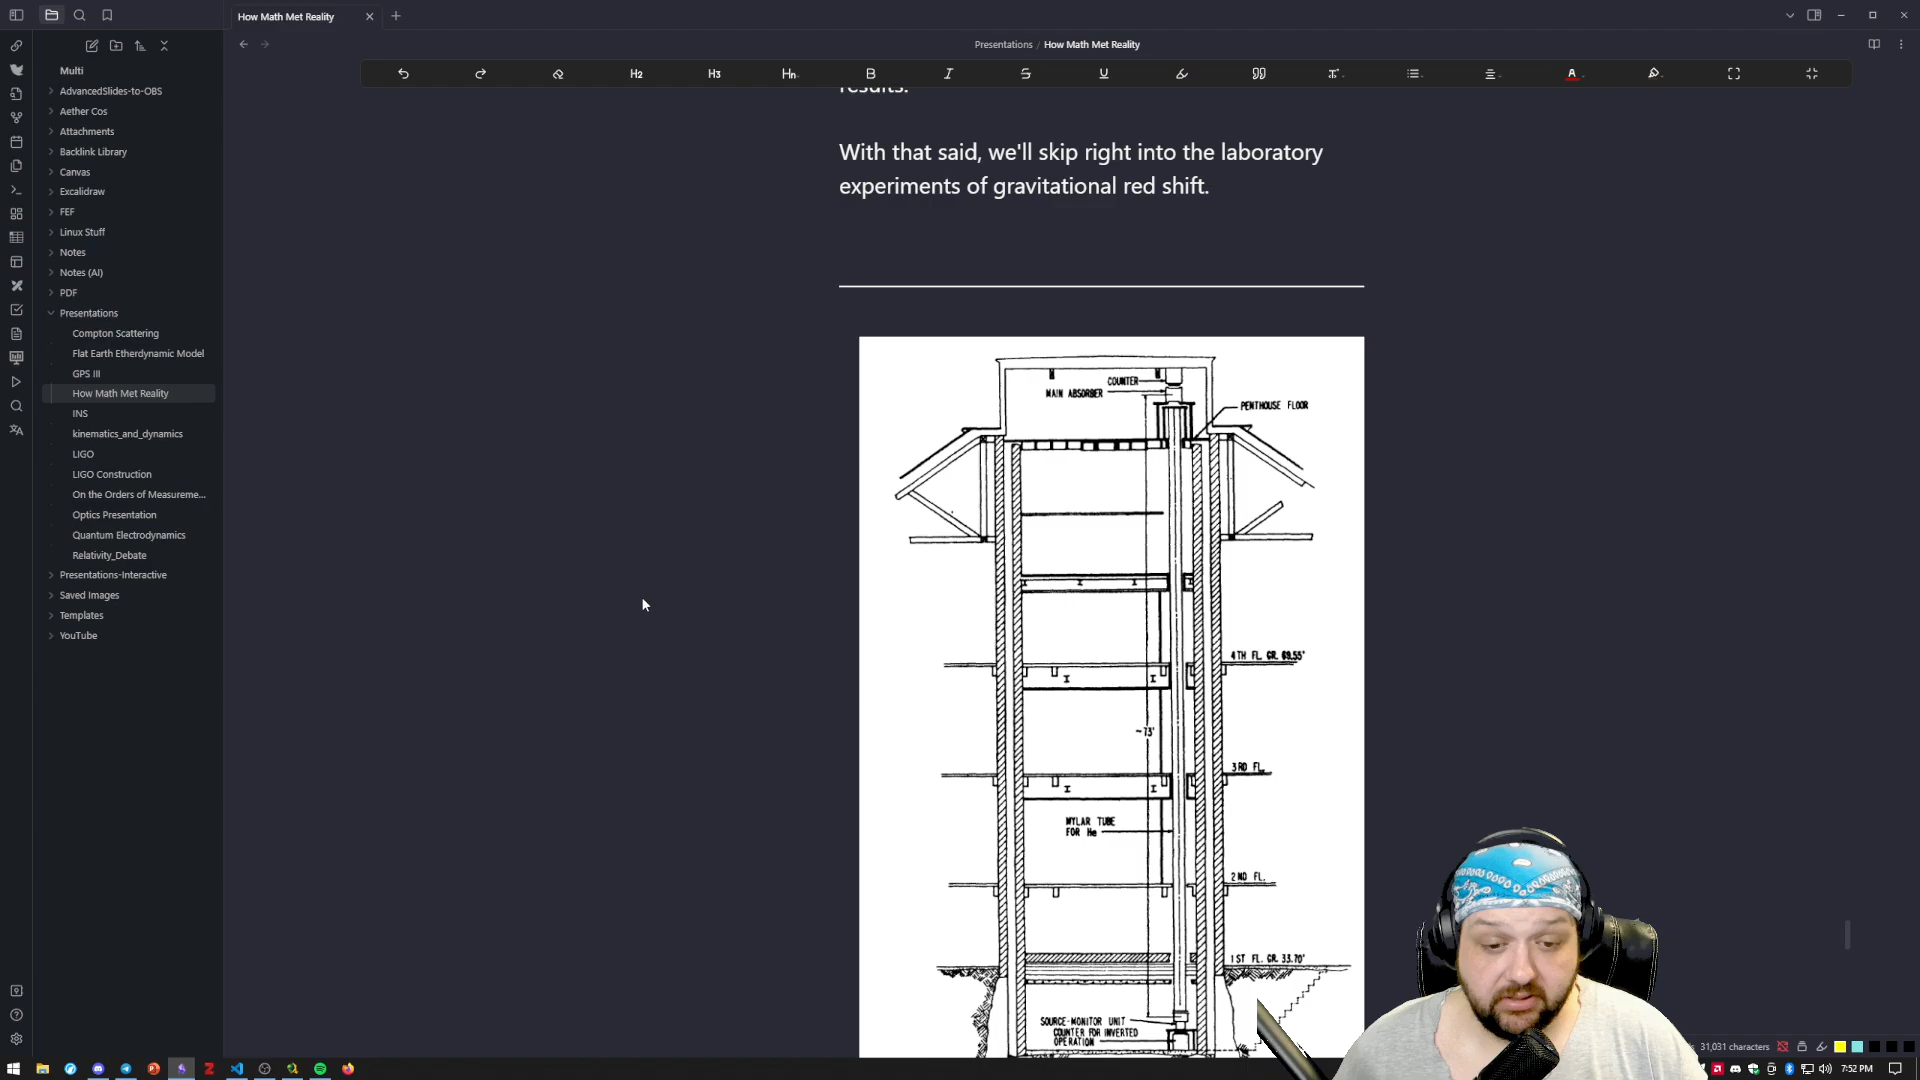 How Math Met Reality
Presentations / How Math Met Reality
H2
H3
Hn
B
I
S
U
A
Multi
AdvancedSlides-to-OBS
Aether Cos
Attachments
Backlink Library
Canvas
Excalidraw
FEF
Linux Stuff
Notes
Notes (AI)
PDF
Presentations
Compton Scattering
Flat Earth Etherdynamic Model
GPS III
How Math Met Reality
INS
kinematics_and_dynamics
LIGO
LIGO Construction
On the Orders of Measureme...
Optics Presentation
Quantum Electrodynamics
Relativity_Debate
Presentations-Interactive
Saved Images
Templates
YouTube
results.
With that said, we'll skip right into the laboratory
experiments of gravitational red shift.
COUNTER
MAIN ABSORBER
PENTHOUSE FLOOR
4TH FL. GR. 69.55'
~73'
3RD FL.
MYLAR TUBE
FOR He
2ND FL.
1ST FL. GR. 33.70'
SOURCE-MONITOR UNIT
COUNTER FOR INVERTED
OPERATION
31,031 characters
7:52 PM